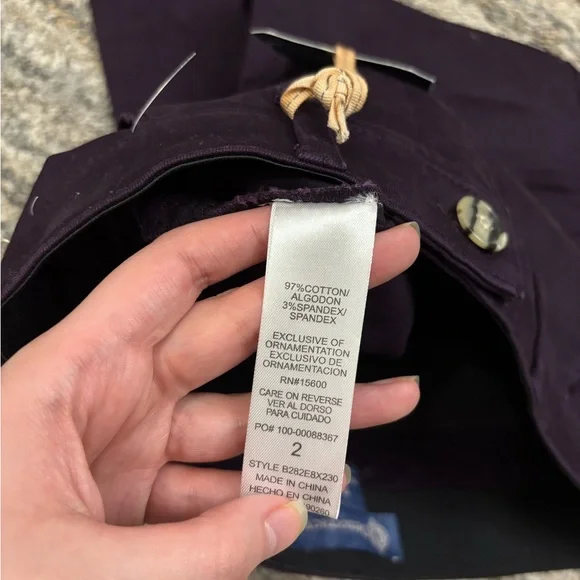 97%COTTON/
ALGODON
3%SPANDEX/
SPANDEX
EXCLUSIVE OF
ORNAMENTATION
EXCLUSIVO DE
ORNAMENTACION
RN#15600
CARE ON REVERSE
VER AL DORSO
PARA CUIDADO
PO# 100-00088367
2
STYLE B282E8X230
MADE IN CHINA
HECHO EN CHINA